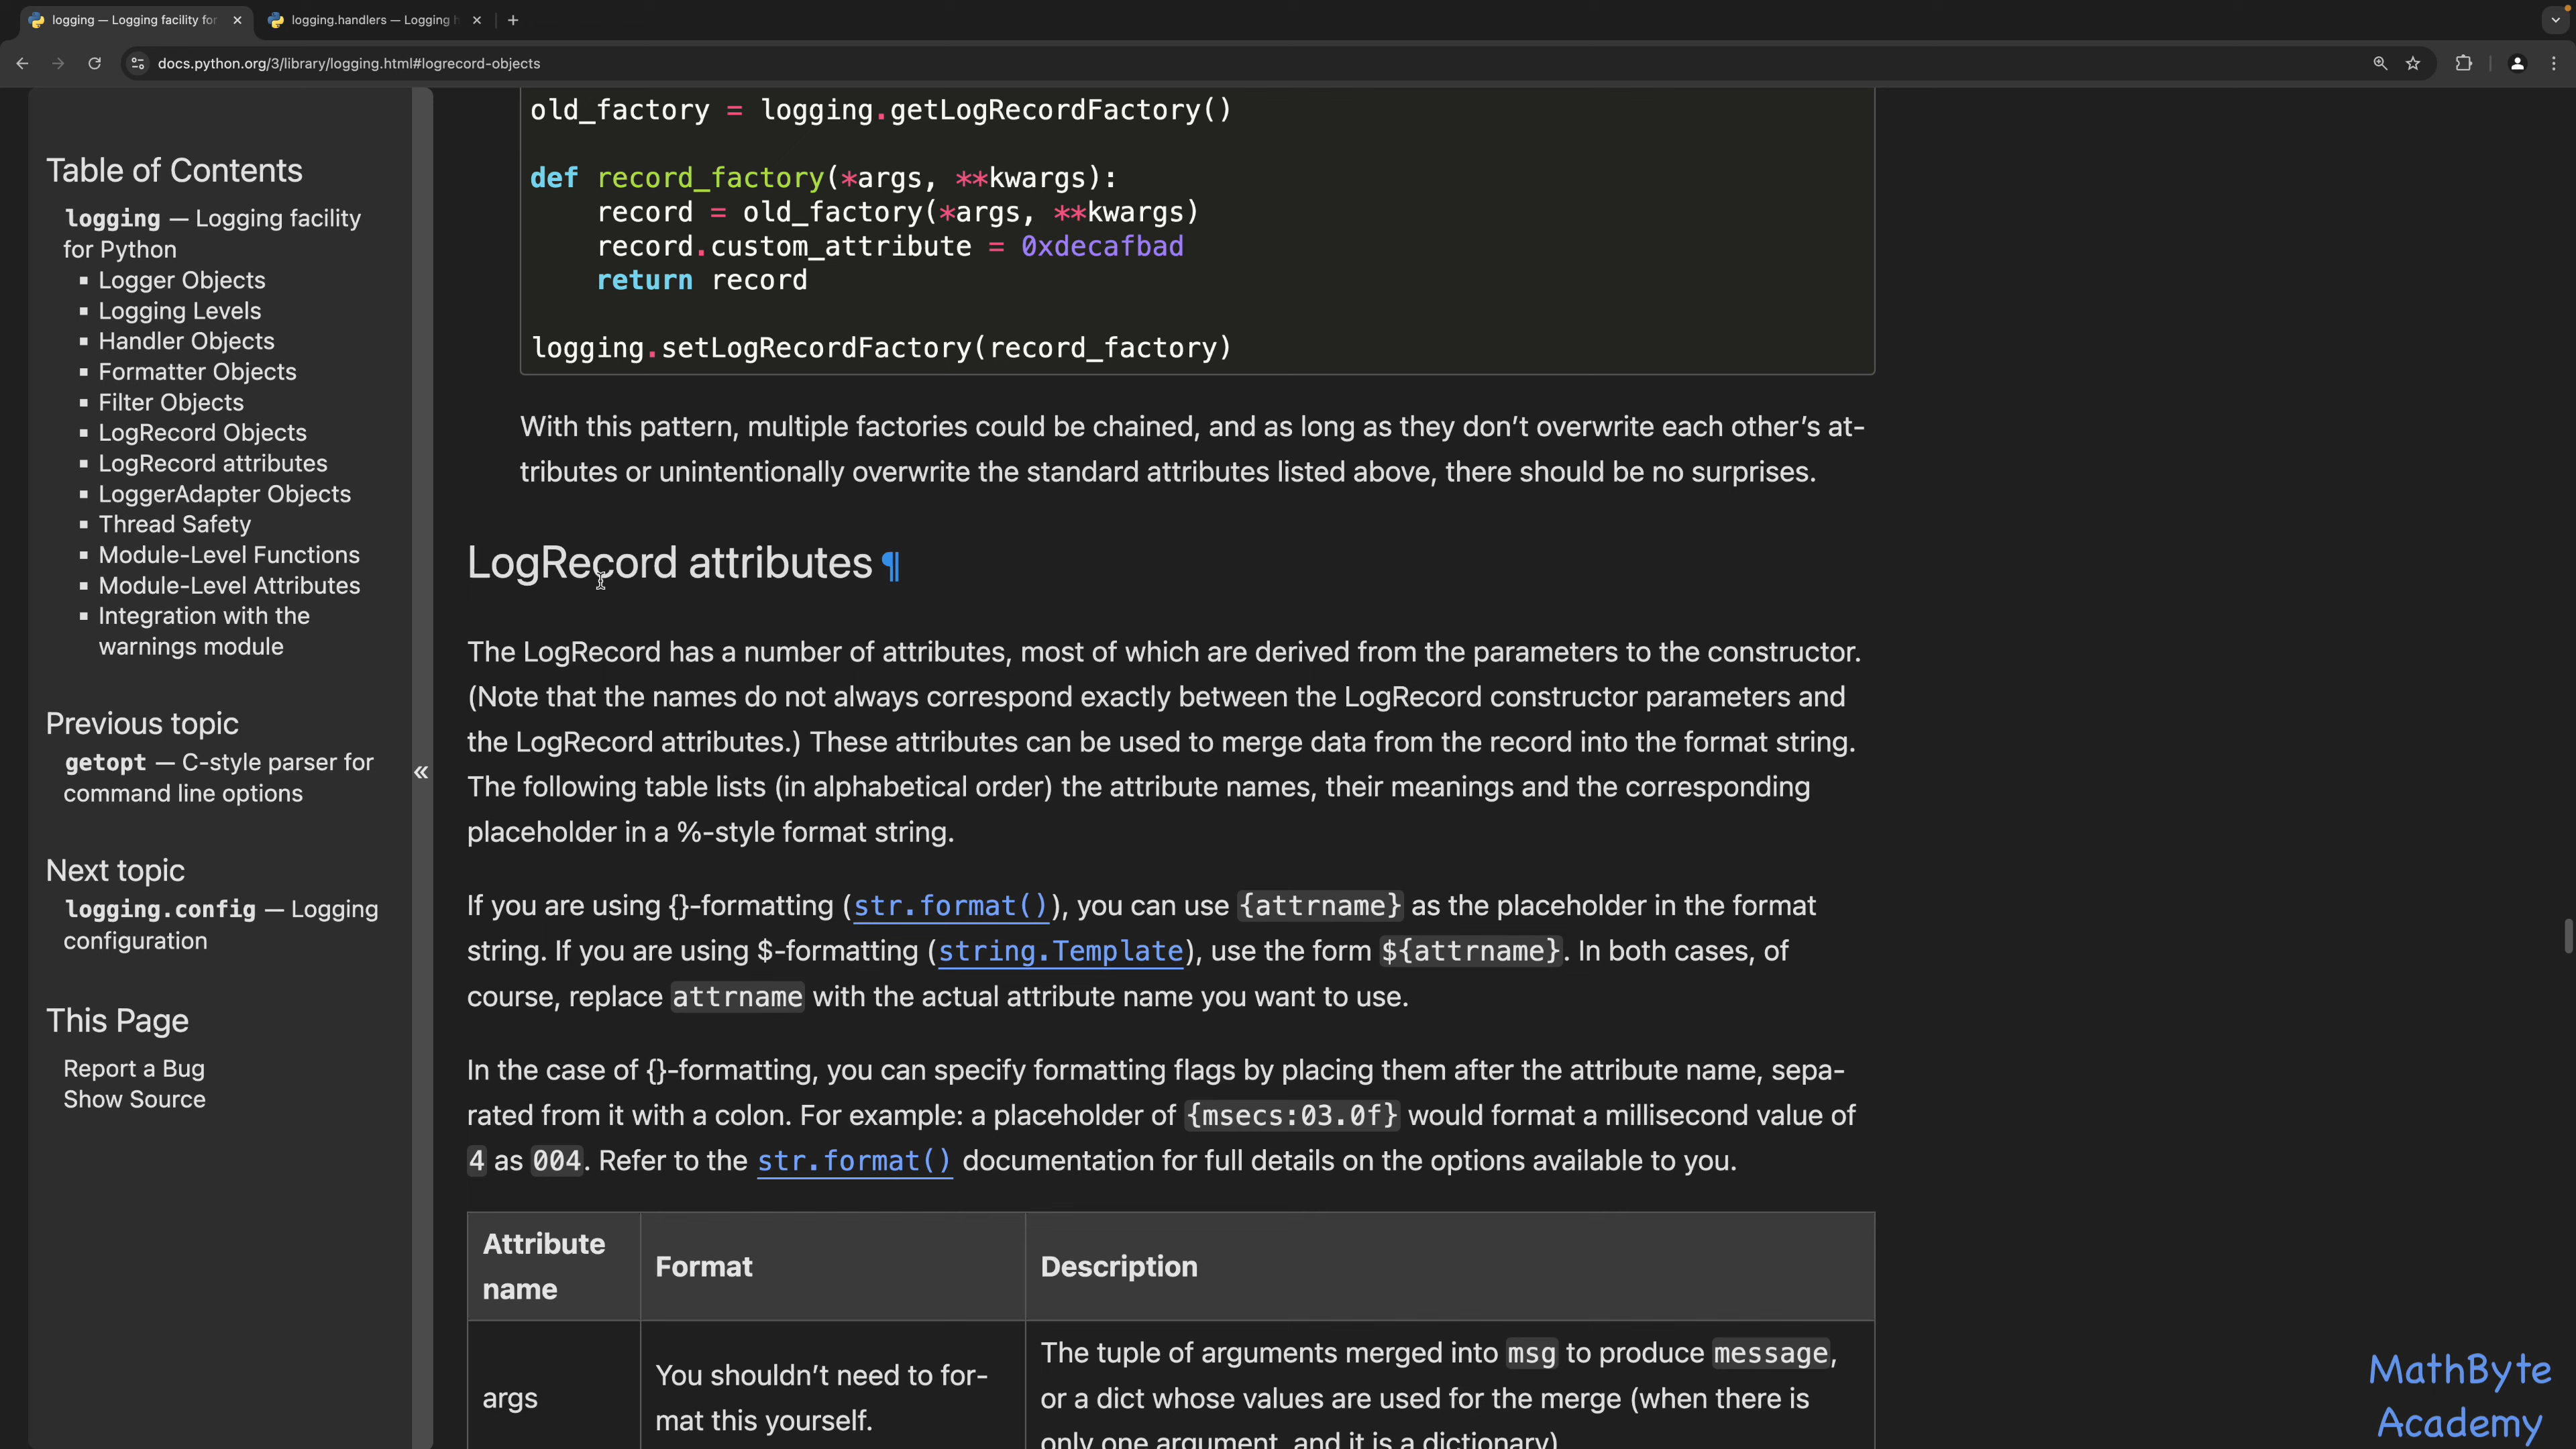 logging — Logging facility for
logging.handlers — Logging h
docs.python.org/3/library/logging.html#logrecord-objects
Table of Contents
logging — Logging facility
for Python
▪ Logger Objects
▪ Logging Levels
▪ Handler Objects
▪ Formatter Objects
▪ Filter Objects
▪ LogRecord Objects
▪ LogRecord attributes
▪ LoggerAdapter Objects
▪ Thread Safety
▪ Module-Level Functions
▪ Module-Level Attributes
▪ Integration with the
warnings module
Previous topic
getopt — C-style parser for
command line options
Next topic
logging.config — Logging
configuration
This Page
Report a Bug
Show Source
«
old_factory = logging.getLogRecordFactory()
def record_factory(*args, **kwargs):
    record = old_factory(*args, **kwargs)
    record.custom_attribute = 0xdecafbad
    return record
logging.setLogRecordFactory(record_factory)
With this pattern, multiple factories could be chained, and as long as they don’t overwrite each other’s at-
tributes or unintentionally overwrite the standard attributes listed above, there should be no surprises.
LogRecord attributes ¶
The LogRecord has a number of attributes, most of which are derived from the parameters to the constructor.
(Note that the names do not always correspond exactly between the LogRecord constructor parameters and
the LogRecord attributes.) These attributes can be used to merge data from the record into the format string.
The following table lists (in alphabetical order) the attribute names, their meanings and the corresponding
placeholder in a %-style format string.
If you are using {}-formatting (str.format()), you can use {attrname} as the placeholder in the format
string. If you are using $-formatting (string.Template), use the form ${attrname}. In both cases, of
course, replace attrname with the actual attribute name you want to use.
In the case of {}-formatting, you can specify formatting flags by placing them after the attribute name, sepa-
rated from it with a colon. For example: a placeholder of {msecs:03.0f} would format a millisecond value of
4 as 004. Refer to the str.format() documentation for full details on the options available to you.
Attribute
name
Format
Description
args
You shouldn’t need to for-
mat this yourself.
The tuple of arguments merged into msg to produce message,
or a dict whose values are used for the merge (when there is
only one argument, and it is a dictionary)
MathByte
Academy